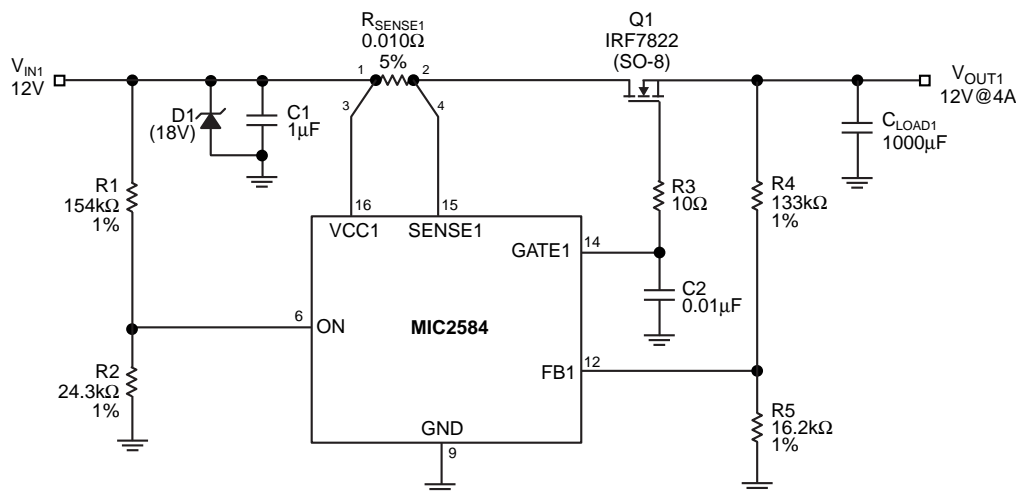 R_SENSE1
0.010Ω
5%
Q1
IRF7822
(SO-8)
V_IN1
12V
1
2
V_OUT1
12V@4A
3
4
D1
(18V)
C1
1µF
C_LOAD1
1000µF
R1
154kΩ
1%
R3
10Ω
R4
133kΩ
1%
16
15
VCC1
SENSE1
GATE1
14
C2
0.01µF
6
ON
MIC2584
FB1
12
R2
24.3kΩ
1%
R5
16.2kΩ
1%
GND
9